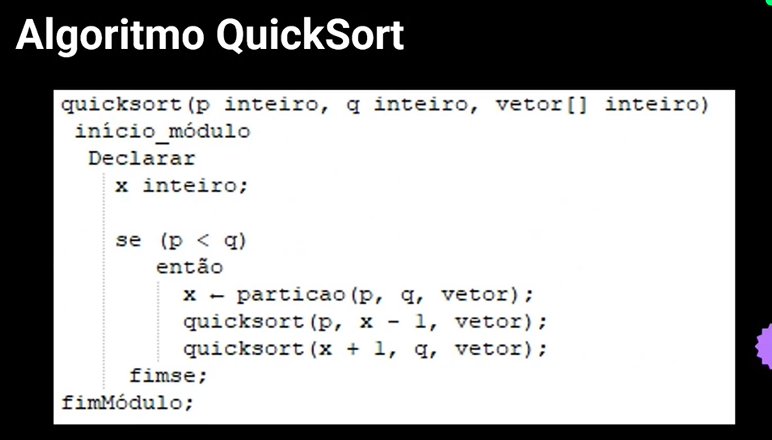 Algoritmo QuickSort
quicksort(p inteiro, q inteiro, vetor[] inteiro)
início_módulo
Declarar
x inteiro;
se (p < q)
então
x ← particao(p, q, vetor);
quicksort(p, x - 1, vetor);
quicksort(x + 1, q, vetor);
fimse;
fimMódulo;